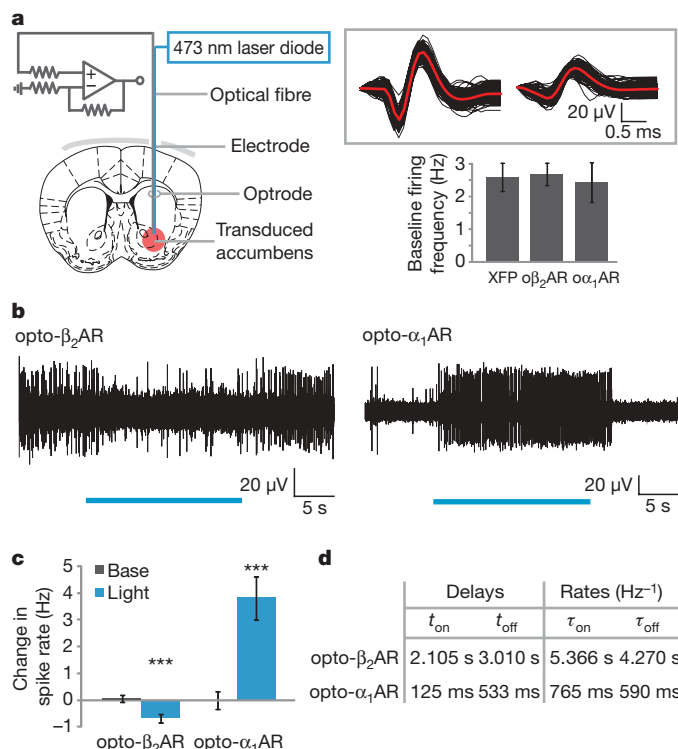 a
473 nm laser diode
Optical fibre
Electrode
Optrode
Transduced
accumbens
+
−
20 µV
0.5 ms
Baseline firing
frequency (Hz)
3
2
1
0
XFP oβ₂AR oα₁AR
b
opto-β₂AR
opto-α₁AR
20 µV
5 s
20 µV
5 s
c
Change in
spike rate (Hz)
5
4
3
2
1
0
−1
Base
Light
***
***
opto-β₂AR opto-α₁AR
d
Delays Rates (Hz⁻¹)
t_on t_off τ_on τ_off
opto-β₂AR 2.105 s 3.010 s 5.366 s 4.270 s
opto-α₁AR 125 ms 533 ms 765 ms 590 ms